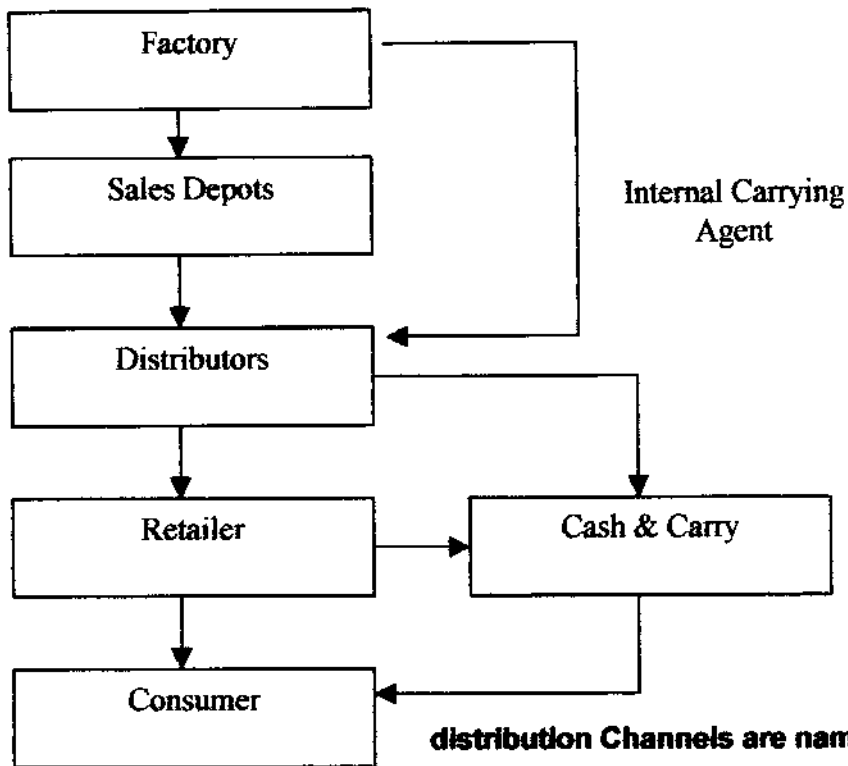 Factory
Sales Depots
Internal Carrying
Agent
Distributors
Retailer
Cash & Carry
Consumer
distribution Channels are nam